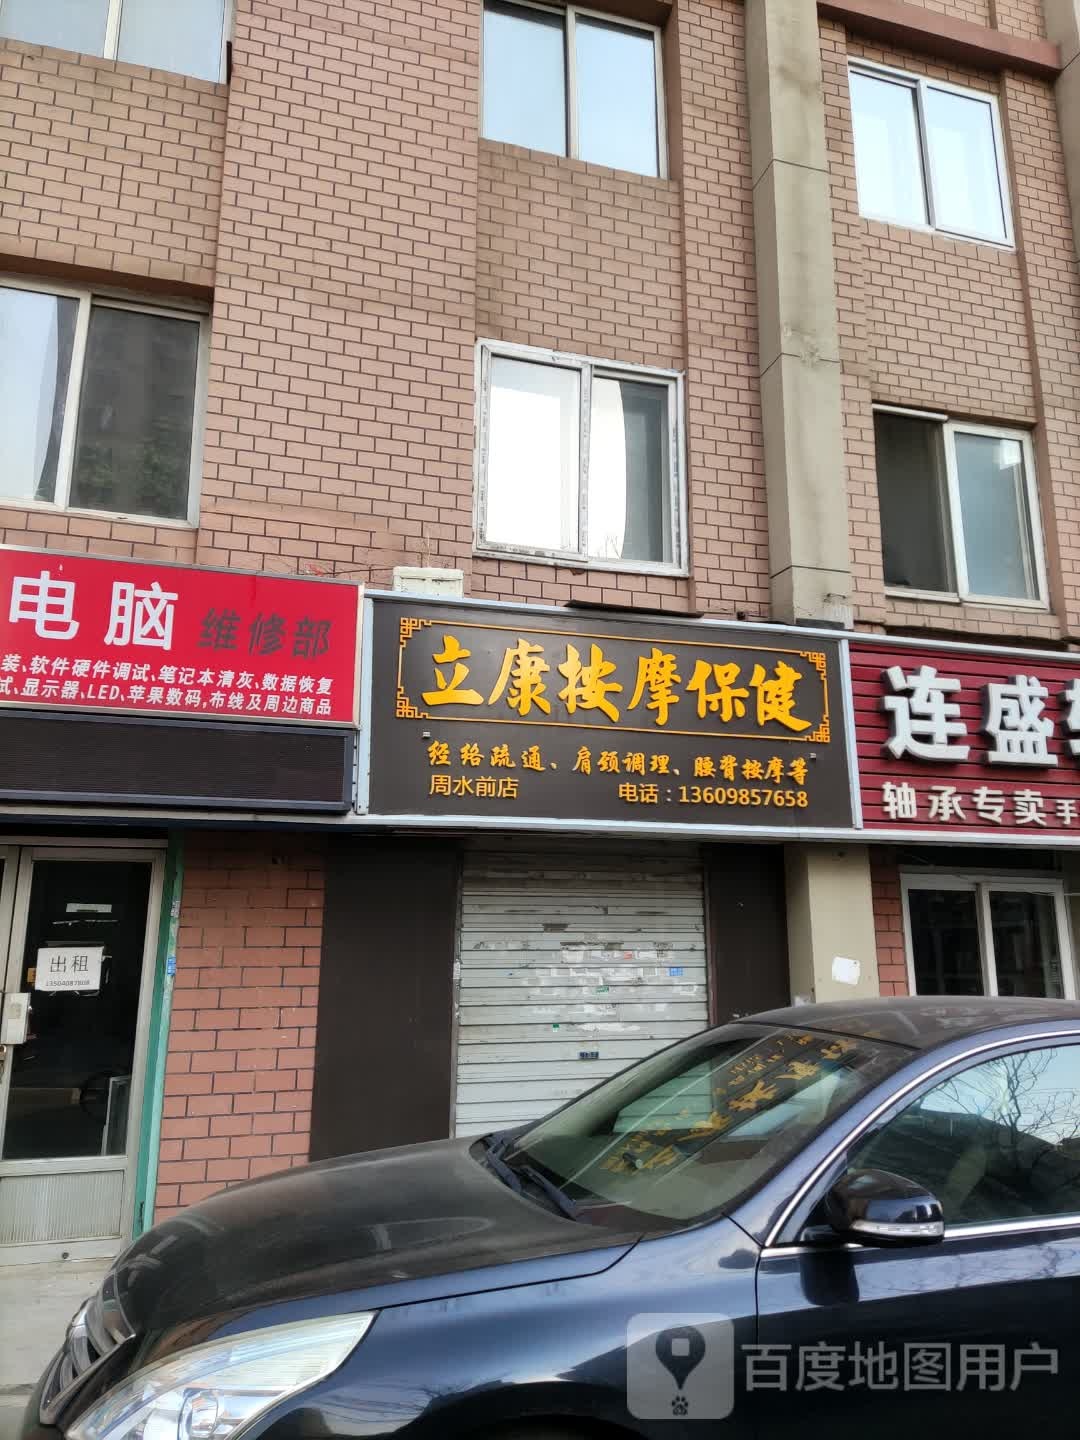 电脑 维修部
装、软件硬件调试、笔记本清灰、数据恢复
试、显示器、LED、苹果数码,布线及周边商品
立康按摩保健
经络疏通、肩颈调理、腰背按摩等
周水前店 电话:13609857658
连盛
轴承专卖 手
出租
13504087808
百度地图用户